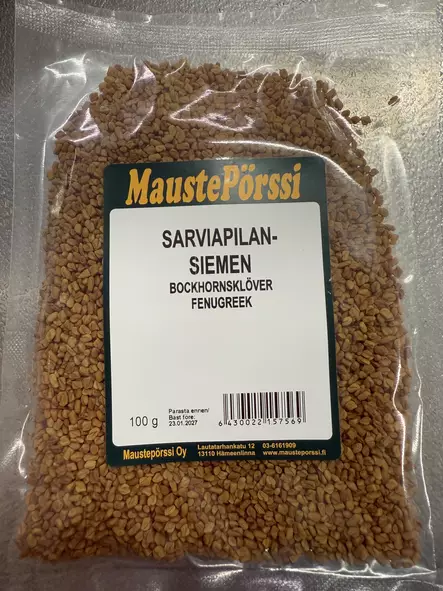 MaustePörssi
SARVIAPILAN-
SIEMEN
BOCKHORNSKLÖVER
FENUGREEK
100 g
Parasta ennen/
Bäst före:
23.01.2027
6 430022 157569
Maustepörssi Oy
Lautatarhankatu 12 03-6161909
13110 Hämeenlinna www.mausteporssi.fi